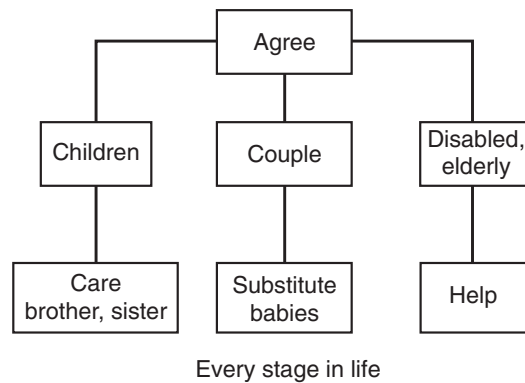 Agree
Children
Couple
Disabled,
elderly
Care
brother, sister
Substitute
babies
Help
Every stage in life